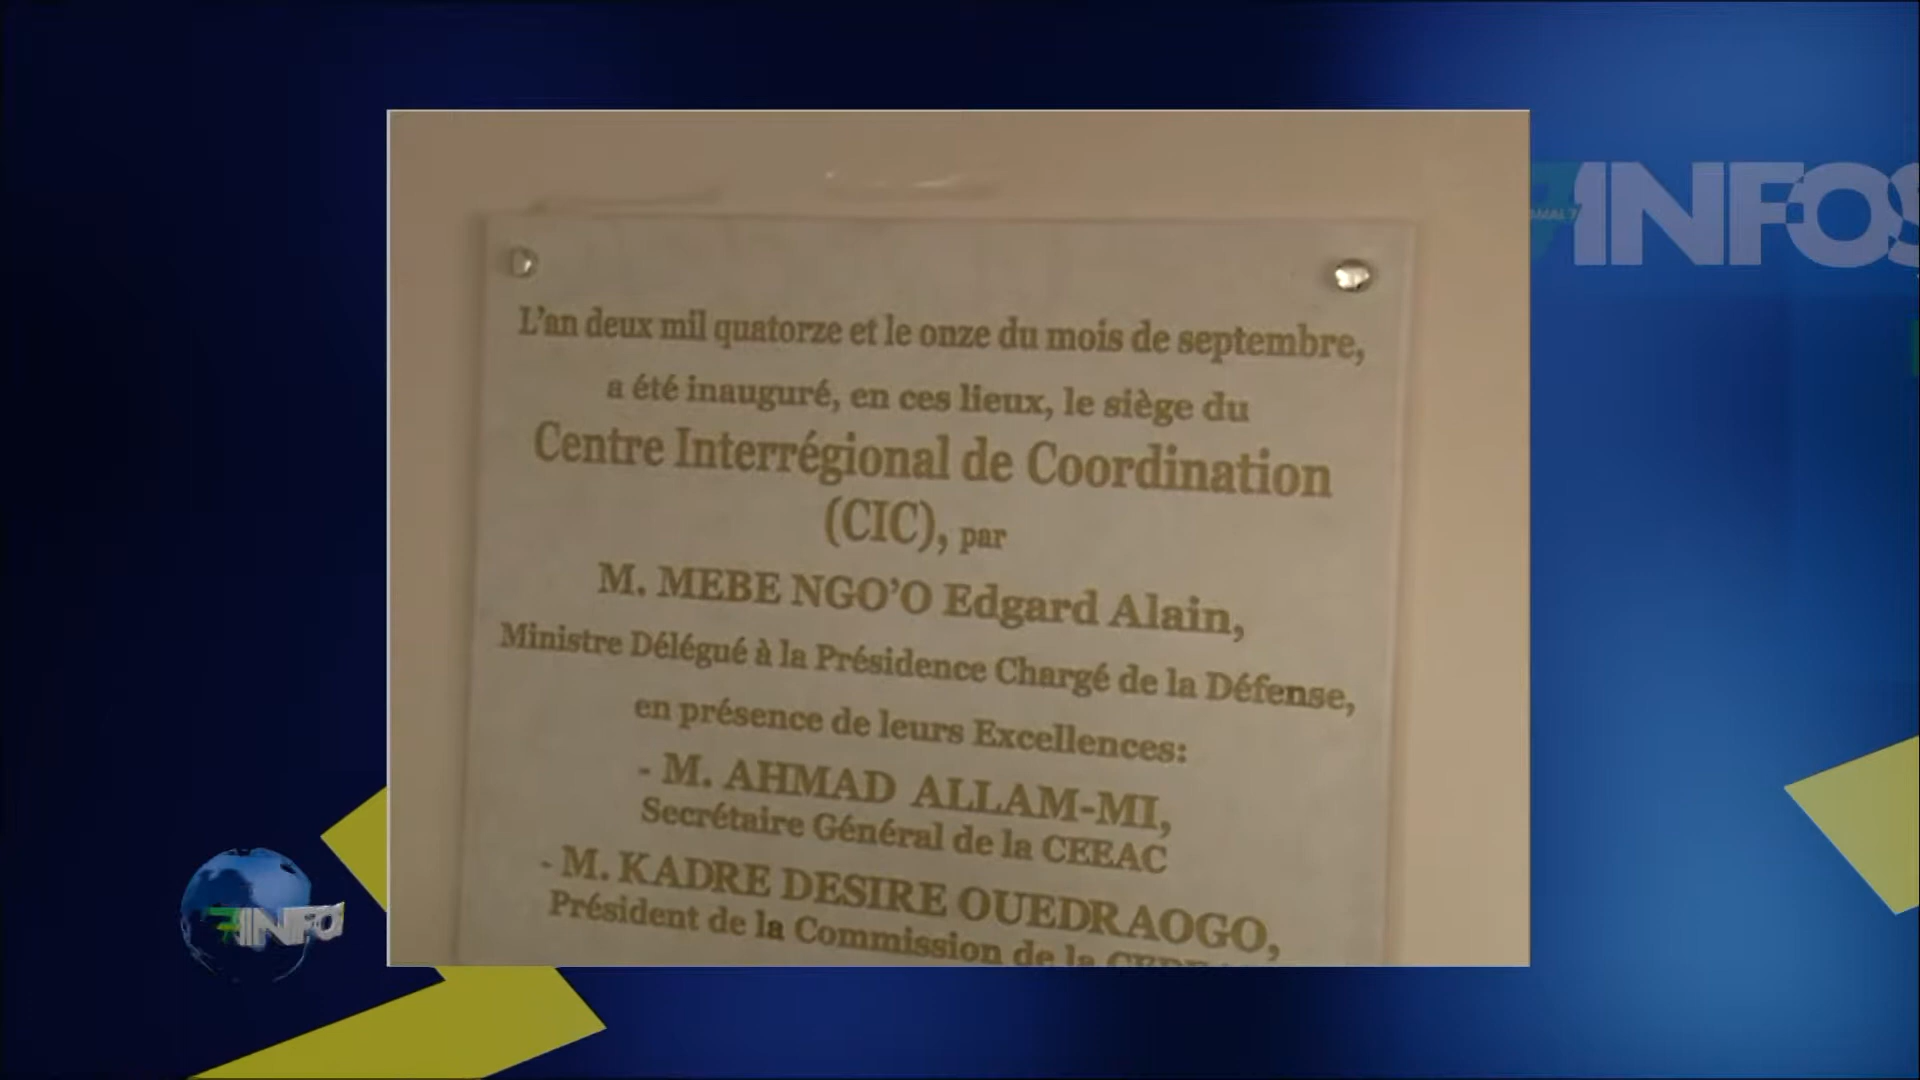 L'an deux mil quatorze et le onze du mois de septembre,
a été inauguré, en ces lieux, le siège du
Centre Interrégional de Coordination
(CIC), par
M. MEBE NGO'O Edgard Alain,
Ministre Délégué à la Présidence Chargé de la Défense,
en présence de leurs Excellences:
- M. AHMAD ALLAM-MI,
Secrétaire Général de la CEEAC
- M. KADRE DESIRE OUEDRAOGO,
Président de la Commission de la
7INFOS
7INFO